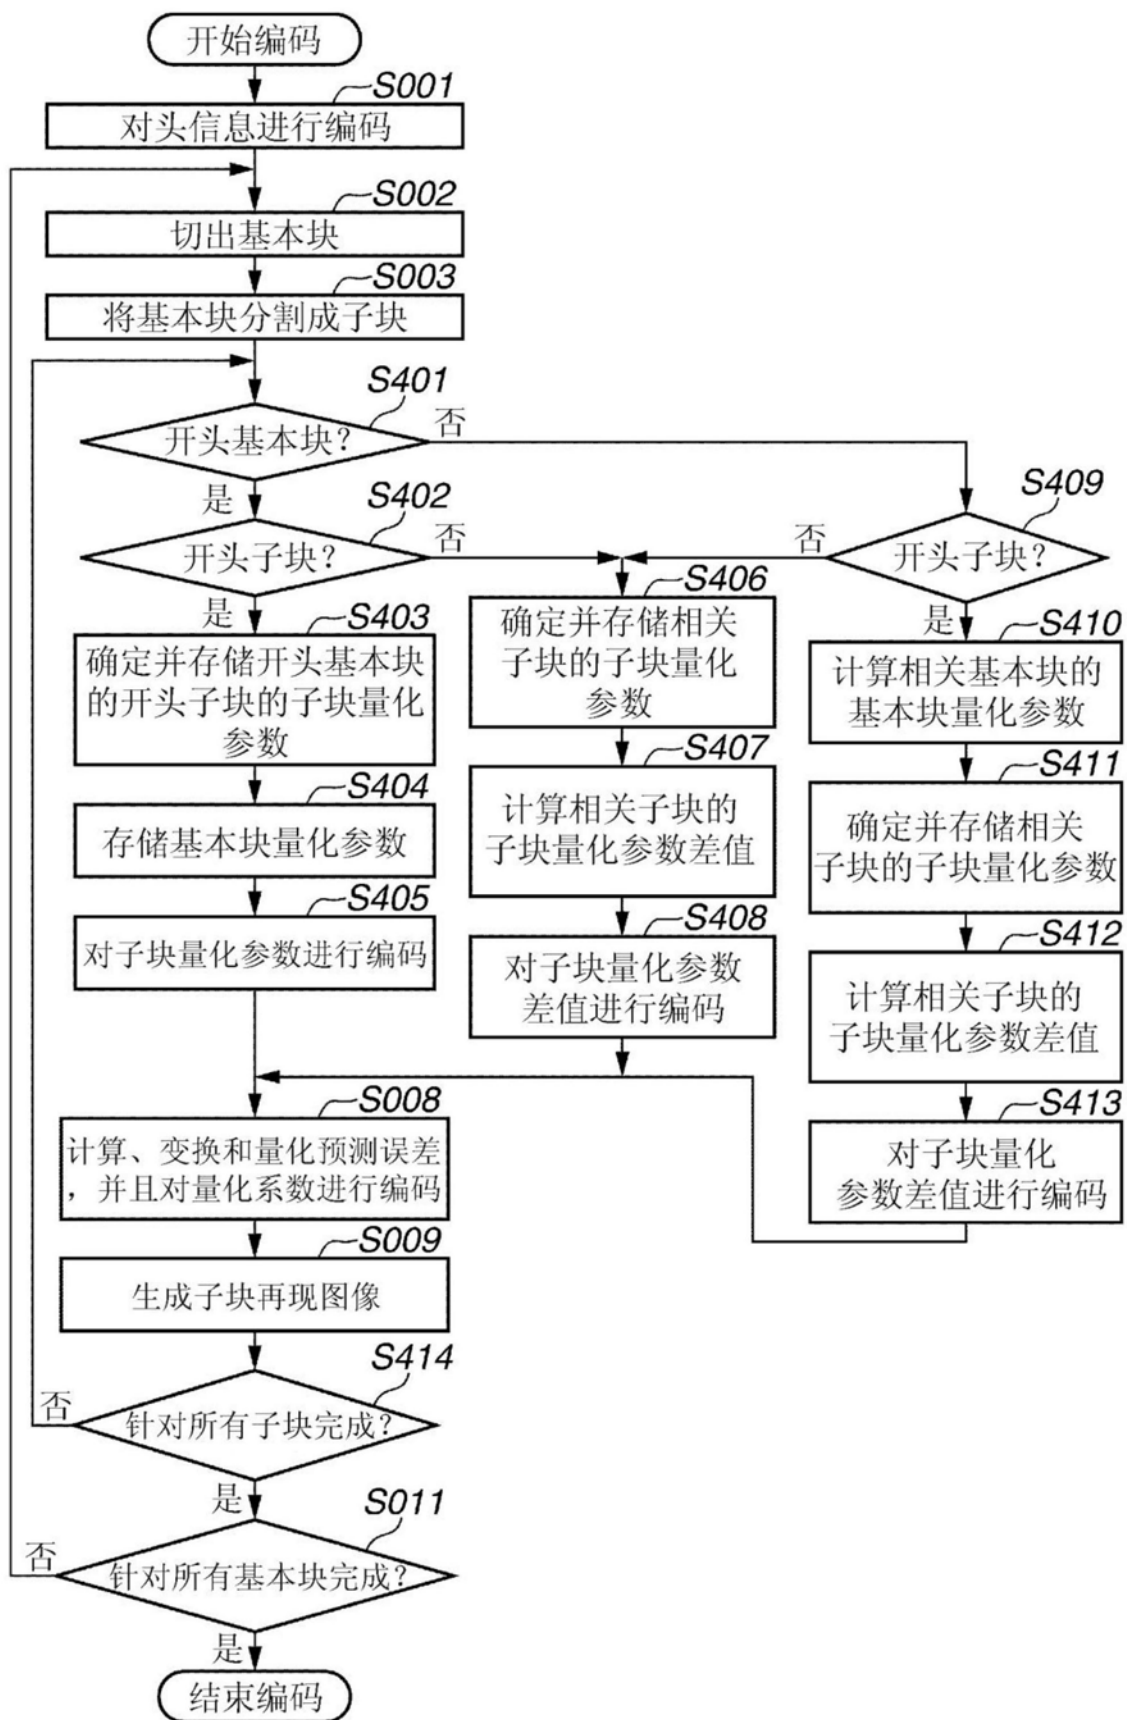 开始编码
S001
对头信息进行编码
S002
切出基本块
S003
将基本块分割成子块
S401
开头基本块?
否
是
S402
开头子块?
否
是
S409
开头子块?
否
是
S403
确定并存储开头基本块
的开头子块的子块量化
参数
S404
存储基本块量化参数
S405
对子块量化参数进行编码
S406
确定并存储相关
子块的子块量化
参数
S407
计算相关子块的
子块量化参数差值
S408
对子块量化参数
差值进行编码
S410
计算相关基本块的
基本块量化参数
S411
确定并存储相关
子块的子块量化参数
S412
计算相关子块的
子块量化参数差值
S413
对子块量化
参数差值进行编码
S008
计算、变换和量化预测误差
，并且对量化系数进行编码
S009
生成子块再现图像
S414
针对所有子块完成?
否
是
S011
针对所有基本块完成?
否
是
结束编码